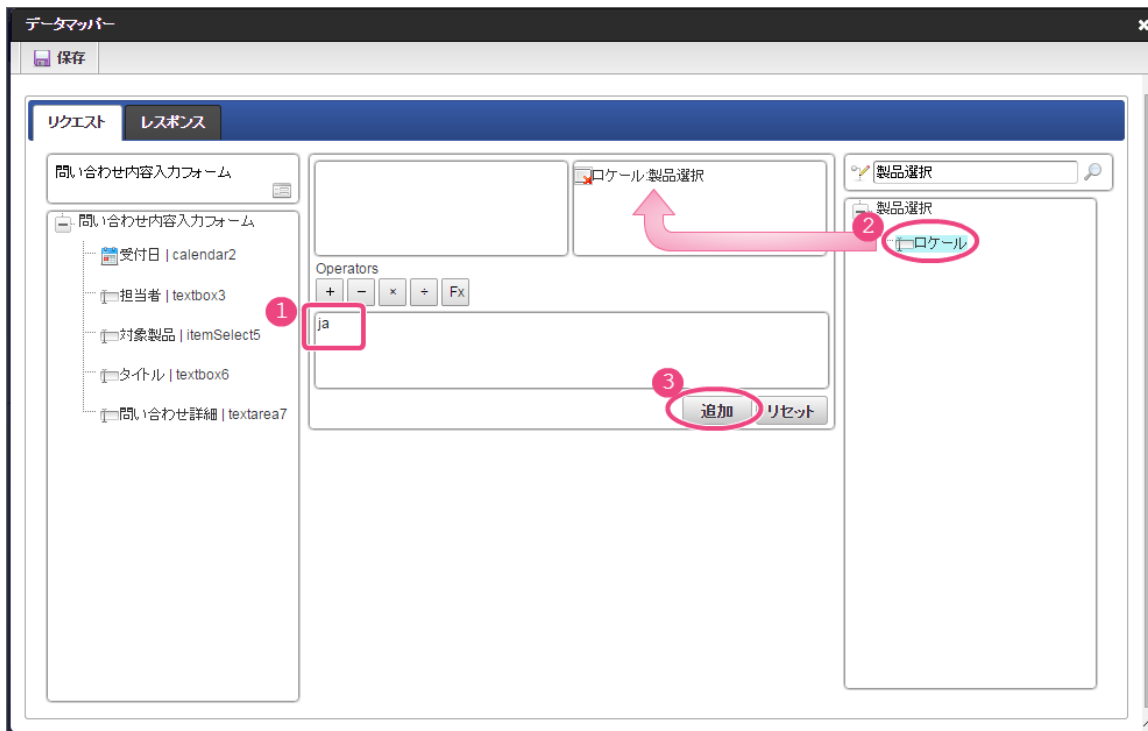 データマッパー
保存
リクエスト
レスポンス
問い合わせ内容入力フォーム
問い合わせ内容入力フォーム
受付日 | calendar2
担当者 | textbox3
対象製品 | itemSelect5
タイトル | textbox6
問い合わせ詳細 | textarea7
ロケール:製品選択
Operators
+ − × ÷ Fx
1
ja
3
追加
リセット
製品選択
製品選択
2
ロケール